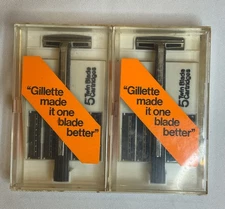 "Gillette
made
it one
blade
better"
5 Twin Blade
Cartridges
"Gillette
made
it one
blade
better"
5 Twin Blade
Cartridges